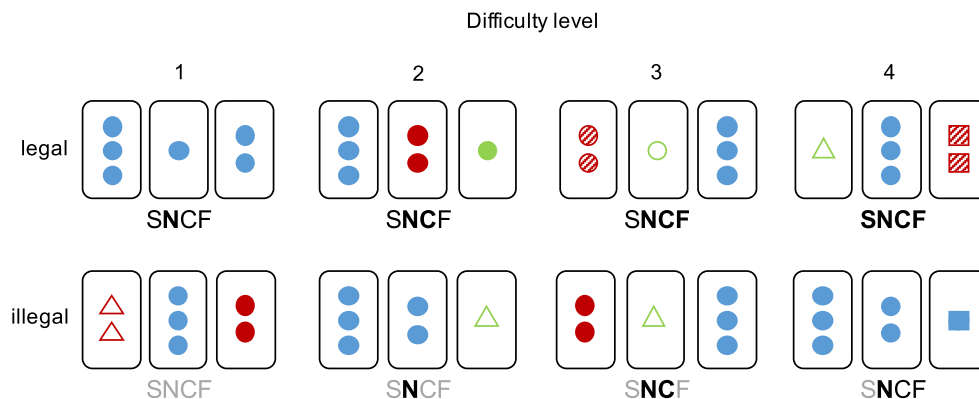 Difficulty level
1 2 3 4
legal
SNCF SNCF SNCF SNCF
illegal
SNCF SNCF SNCF SNCF